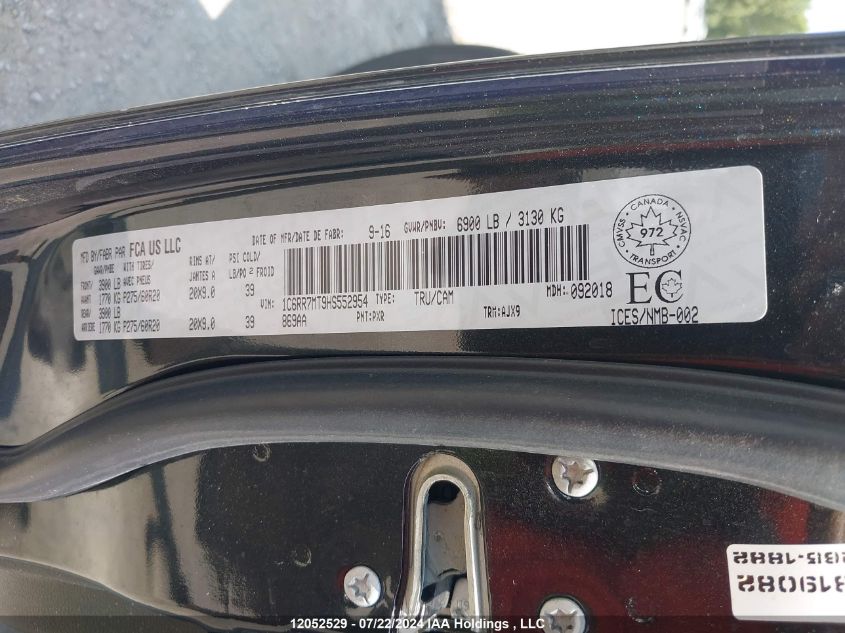 MFD BY/FABR PAR FCA US LLC
DATE OF MFR/DATE DE FABR: 9-16 GVWR/PNBV: 6900 LB / 3130 KG
GAWR/PNBE WITH TIRES/ AVEC PNEUS RIMS AT/ JANTES A PSI COLD/ LB/PO 2 FROID
FRONT/ AVANT 3900 LB 1770 KG P275/60R20 20X9.0 39
REAR/ ARRIERE 3900 LB 1770 KG P275/60R20 20X9.0 39
VIN: 1C6RR7MT9HS552954 TYPE: TRU/CAM MDH: 092018
869AA PNT: PXR TRM: AJX9
CANADA
CMVSS NSVAC
972
TRANSPORT
EC
ICES/NMB-002
12052529 - 07/22/2024 IAA Holdings , LLC